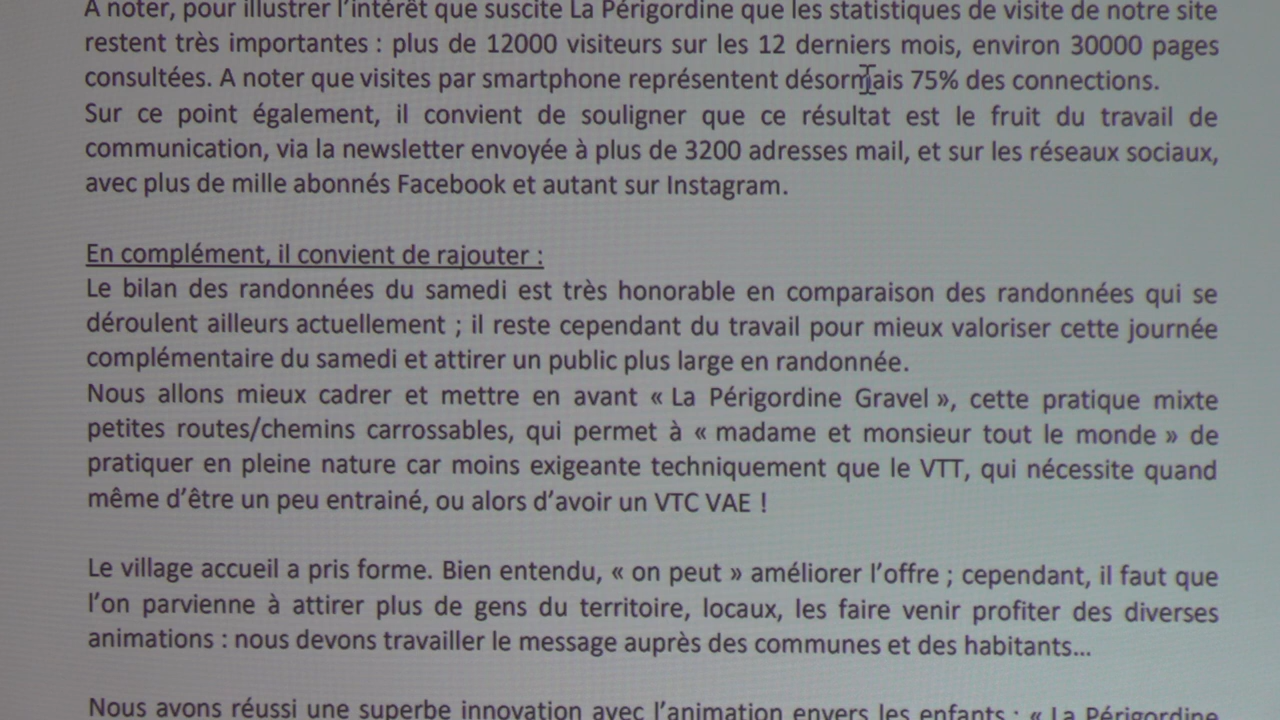 A noter, pour illustrer l'intérêt que suscite La Périgordine que les statistiques de visite de notre site
restent très importantes : plus de 12000 visiteurs sur les 12 derniers mois, environ 30000 pages
consultées. A noter que visites par smartphone représentent désormais 75% des connections.
Sur ce point également, il convient de souligner que ce résultat est le fruit du travail de
communication, via la newsletter envoyée à plus de 3200 adresses mail, et sur les réseaux sociaux,
avec plus de mille abonnés Facebook et autant sur Instagram.
En complément, il convient de rajouter :
Le bilan des randonnées du samedi est très honorable en comparaison des randonnées qui se
déroulent ailleurs actuellement ; il reste cependant du travail pour mieux valoriser cette journée
complémentaire du samedi et attirer un public plus large en randonnée.
Nous allons mieux cadrer et mettre en avant « La Périgordine Gravel », cette pratique mixte
petites routes/chemins carrossables, qui permet à « madame et monsieur tout le monde » de
pratiquer en pleine nature car moins exigeante techniquement que le VTT, qui nécessite quand
même d'être un peu entrainé, ou alors d'avoir un VTC VAE !
Le village accueil a pris forme. Bien entendu, « on peut » améliorer l'offre ; cependant, il faut que
l'on parvienne à attirer plus de gens du territoire, locaux, les faire venir profiter des diverses
animations : nous devons travailler le message auprès des communes et des habitants...
Nous avons réussi une superbe innovation avec l'animation envers les enfants : « La Périgordine